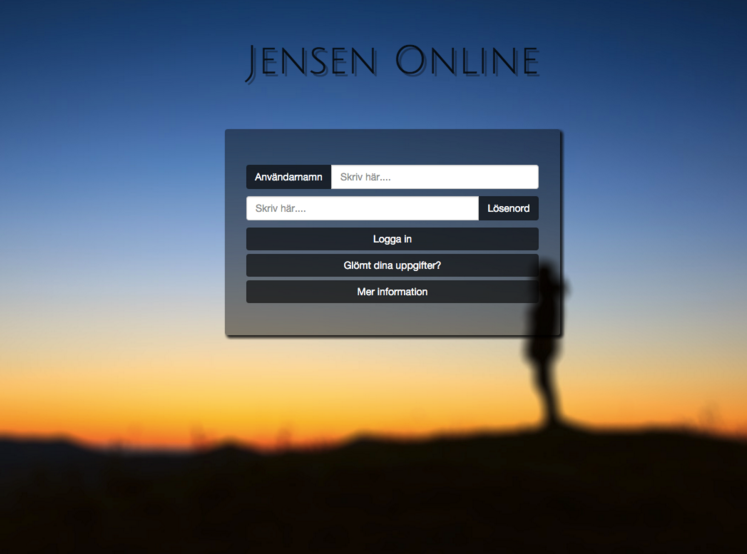 Jensen Online
Användarnamn Skriv här....
Skriv här.... Lösenord
Logga in
Glömt dina uppgifter?
Mer information